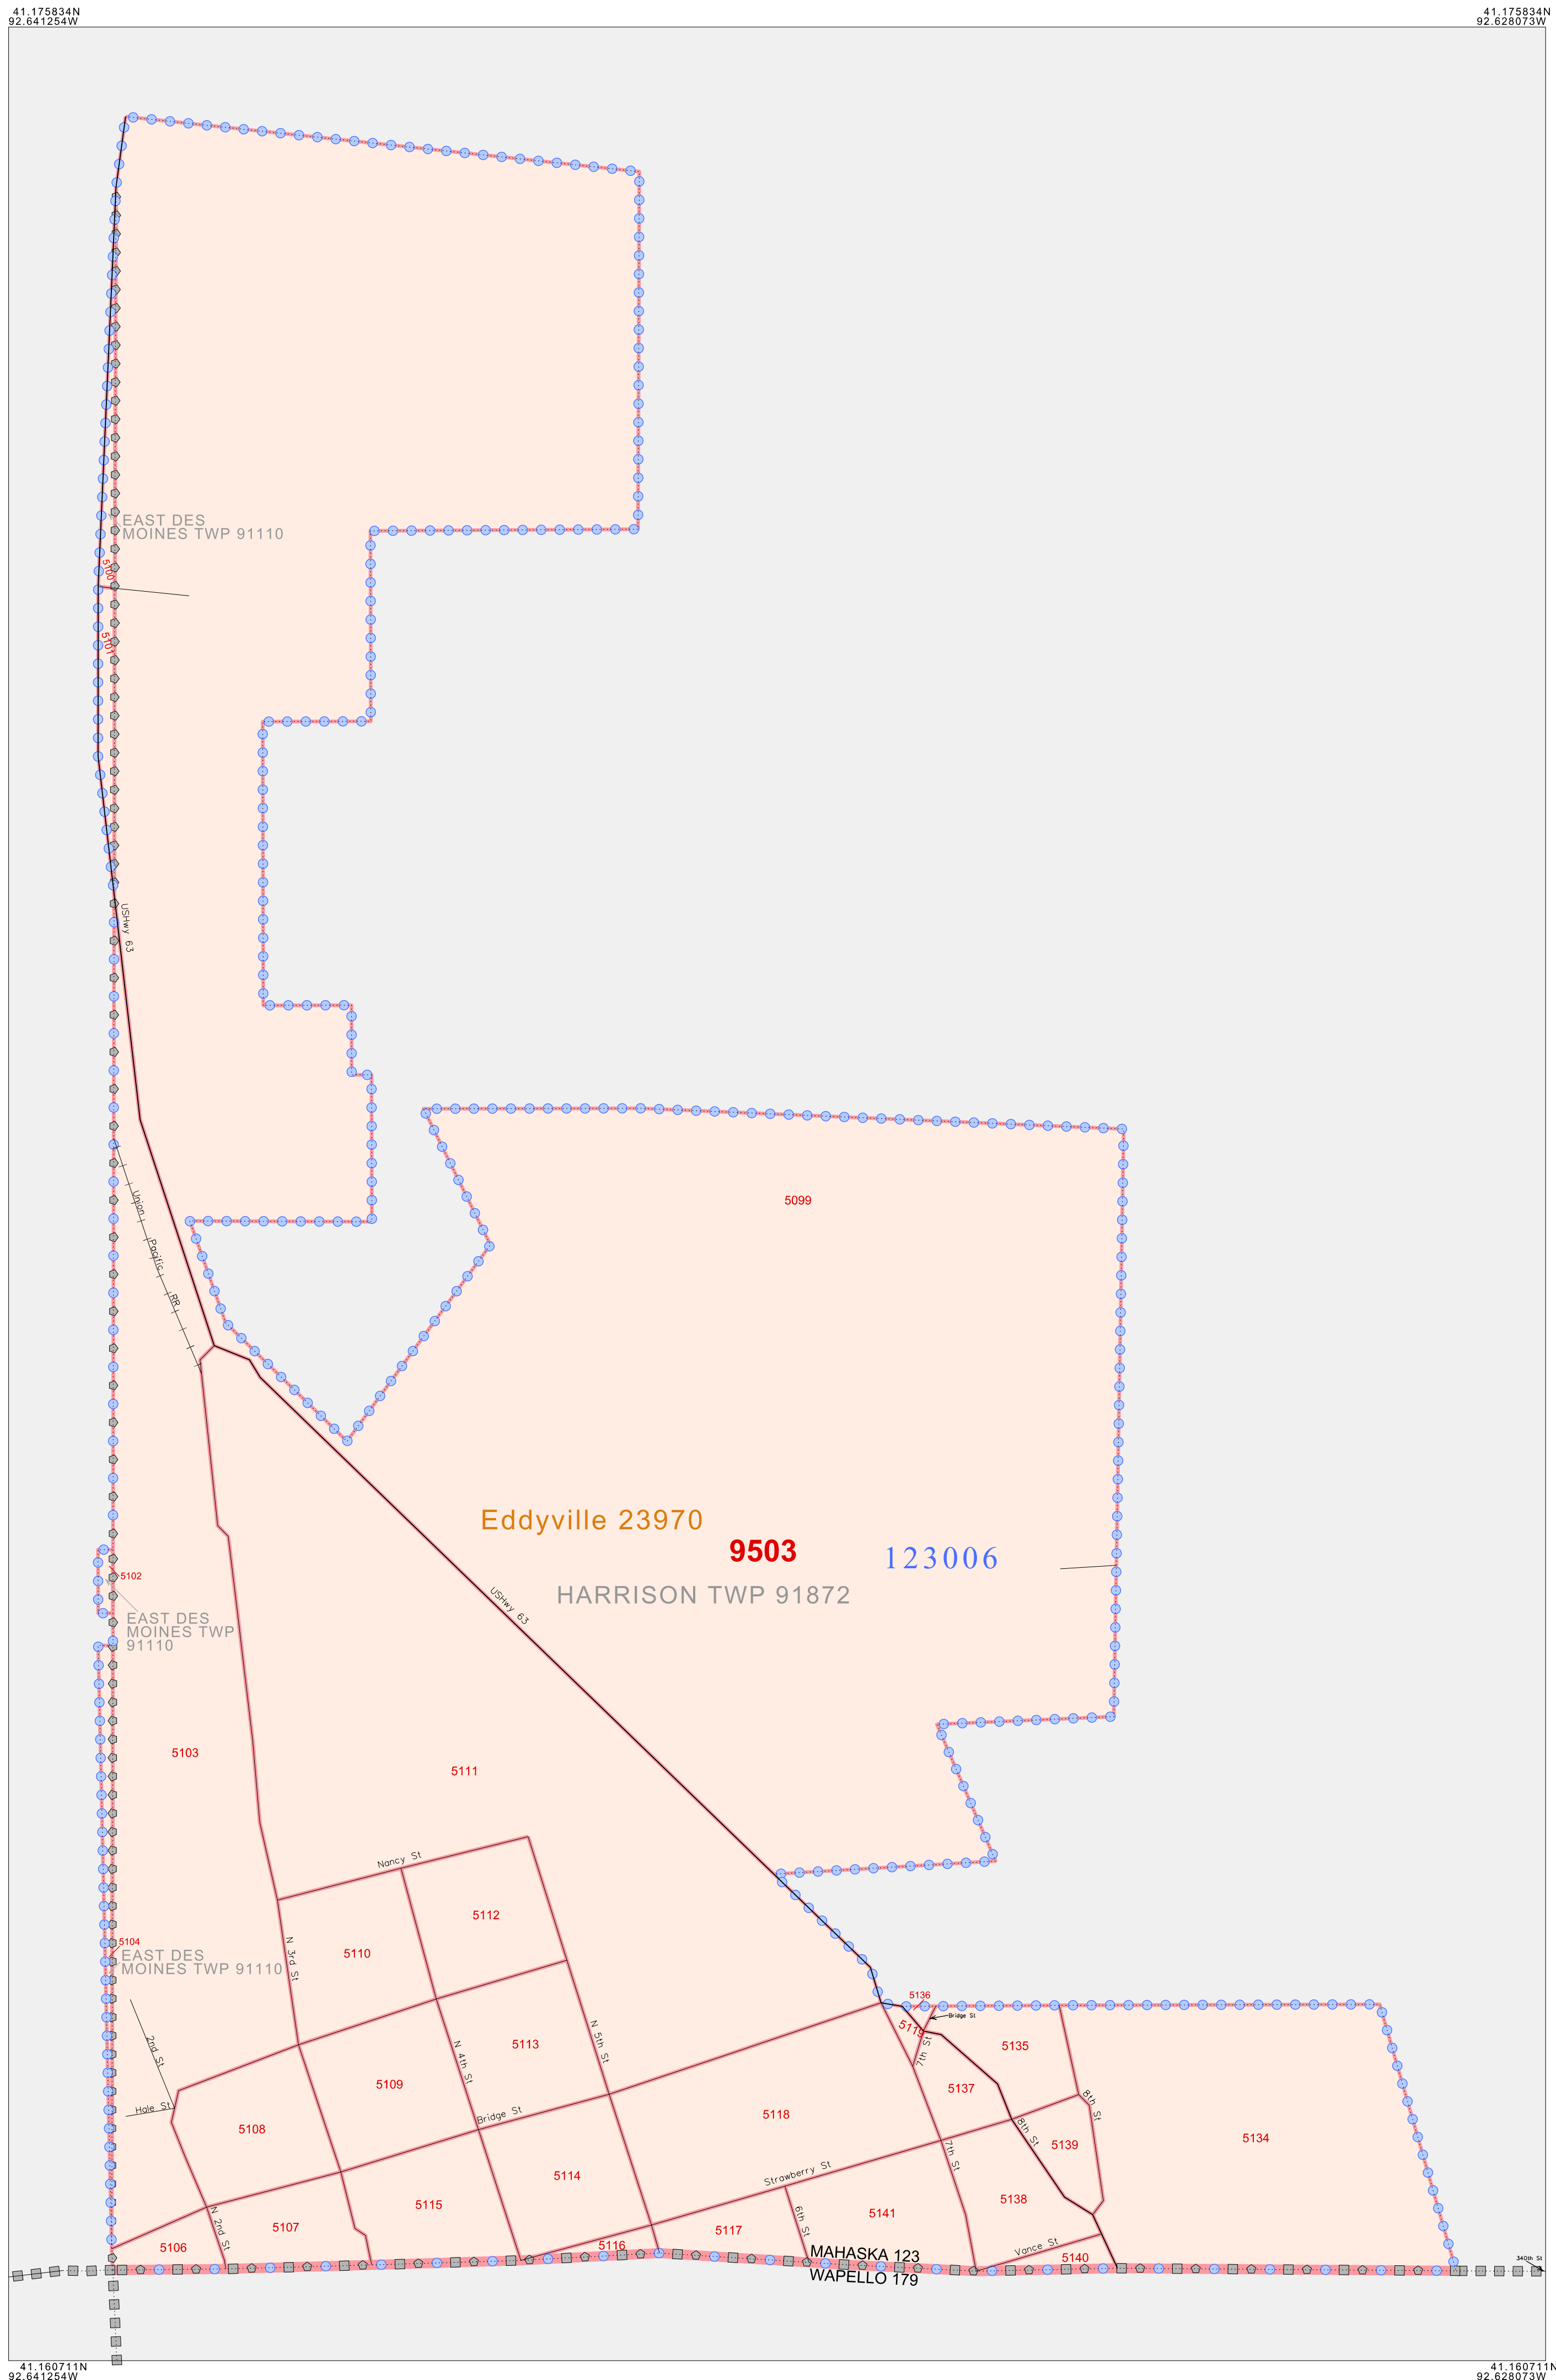 41.175834N
92.641254W
41.175834N
92.628073W
EAST DES
MOINES TWP 91110
5100
5101
USHwy 63
Union Pacific RR
5099
Eddyville 23970
9503
123006
HARRISON TWP 91872
USHwy 63
5102
EAST DES
MOINES TWP
91110
5103
5111
Nancy St
5112
5110
N 3rd St
5104
EAST DES
MOINES TWP 91110
5136
Bridge St
5119
7th St
5135
2nd St
N 4th St
5113
N 5th St
5109
5137
8th St
Hale St
5108
Bridge St
5118
8th St
5134
5139
7th St
Strawberry St
5114
5115
5138
5141
6th St
N 2nd St
5107
5117
5106
5116
Vance St
5140
MAHASKA 123
WAPELLO 179
340th St
41.160711N
92.641254W
41.160711N
92.628073W